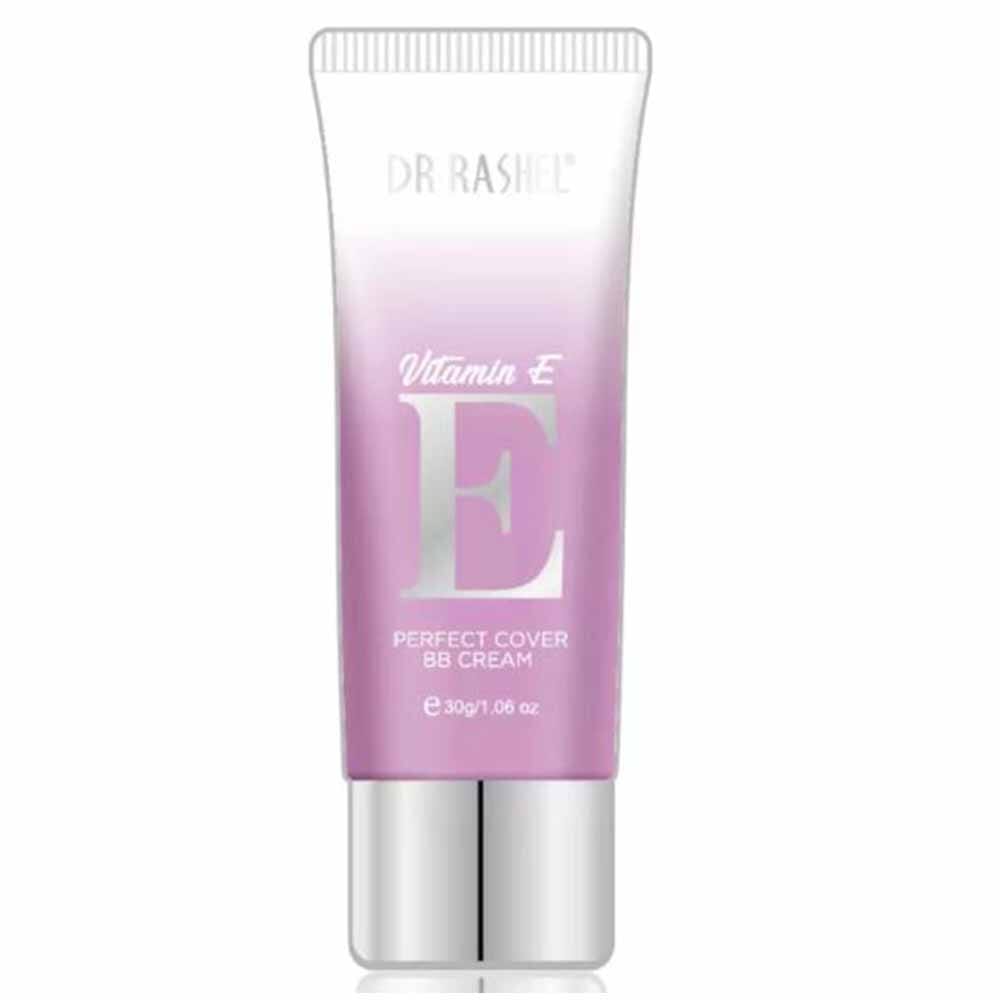 DR RASHEL®
Vitamin E
E
PERFECT COVER
BB CREAM
e 30g/1.06 oz